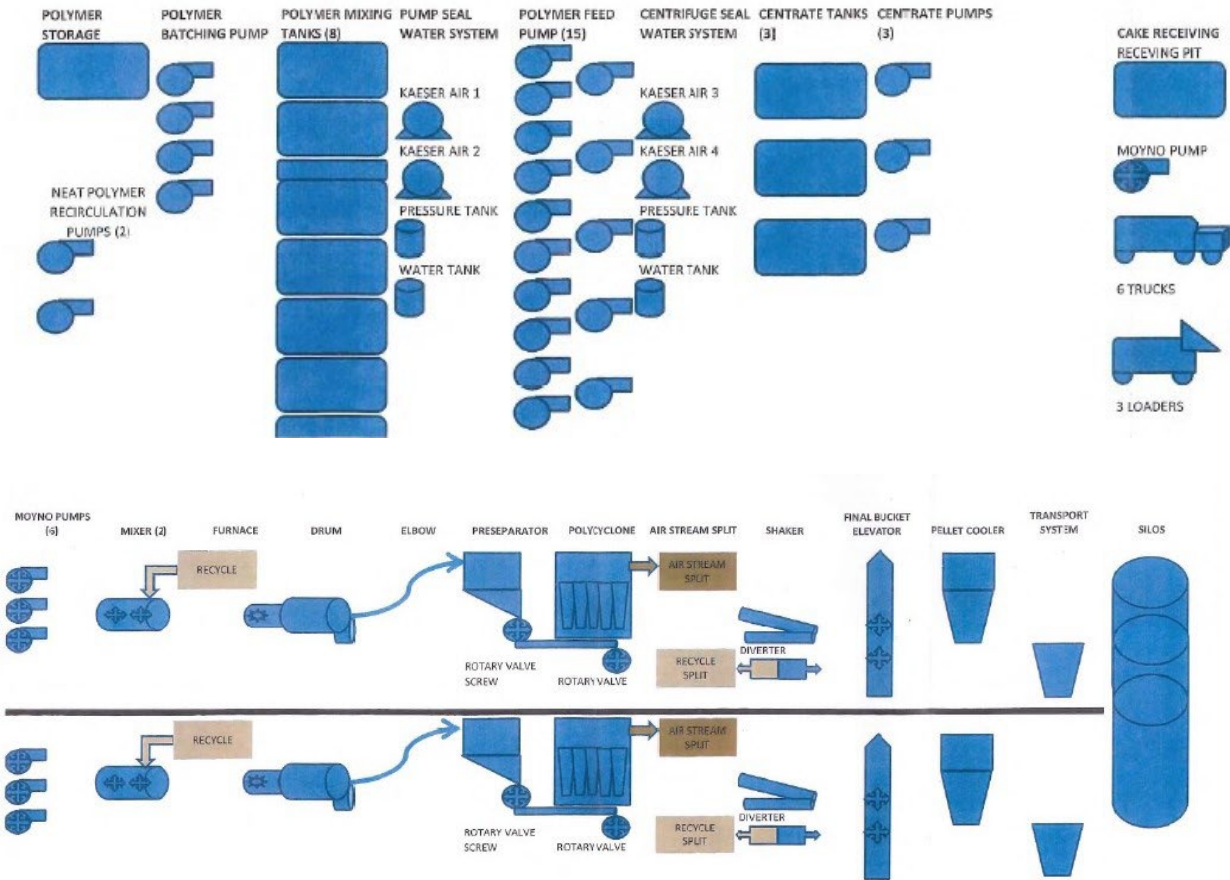 POLYMER
STORAGE
POLYMER
BATCHING PUMP
POLYMER MIXING
TANKS (8)
PUMP SEAL
WATER SYSTEM
POLYMER FEED
PUMP (15)
CENTRIFUGE SEAL
WATER SYSTEM
CENTRATE TANKS
(3)
CENTRATE PUMPS
(3)
CAKE RECEIVING
RECEVING PIT
KAESER AIR 1
KAESER AIR 3
KAESER AIR 2
KAESER AIR 4
MOYNO PUMP
NEAT POLYMER
RECIRCULATION
PUMPS (2)
PRESSURE TANK
PRESSURE TANK
WATER TANK
WATER TANK
6 TRUCKS
3 LOADERS
MOYNO PUMPS
(6)
MIXER (2)
FURNACE
DRUM
ELBOW
PRESEPARATOR
POLYCYCLONE
AIR STREAM SPLIT
SHAKER
FINAL BUCKET
ELEVATOR
PELLET COOLER
TRANSPORT
SYSTEM
SILOS
RECYCLE
AIR STREAM
SPLIT
DIVERTER
ROTARY VALVE
SCREW
ROTARY VALVE
RECYCLE
SPLIT
RECYCLE
AIR STREAM
SPLIT
DIVERTER
ROTARY VALVE
SCREW
ROTARY VALVE
RECYCLE
SPLIT